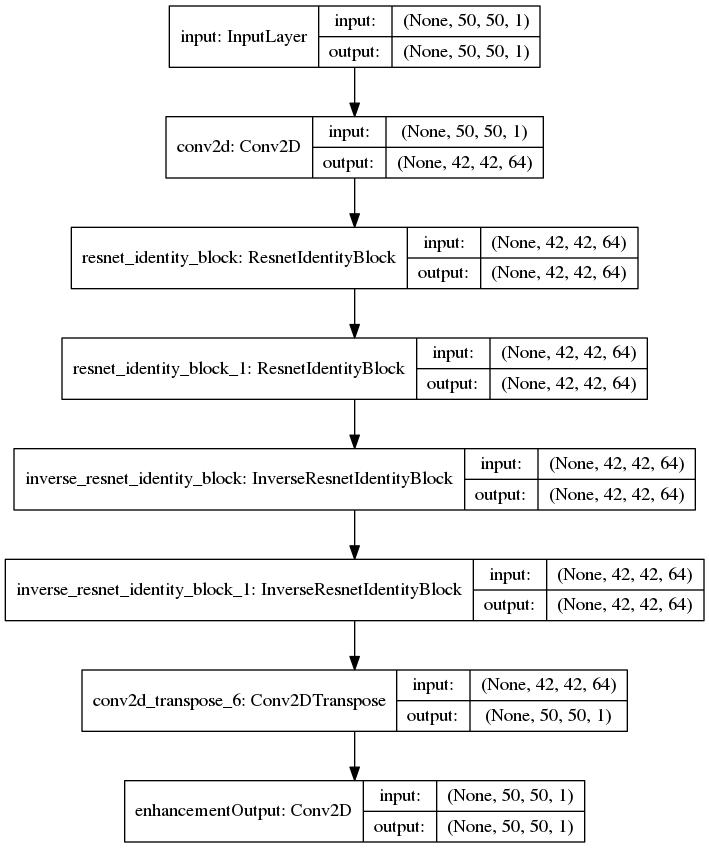 input: InputLayer
input:
(None, 50, 50, 1)
output:
(None, 50, 50, 1)
conv2d: Conv2D
input:
(None, 50, 50, 1)
output:
(None, 42, 42, 64)
resnet_identity_block: ResnetIdentityBlock
input:
(None, 42, 42, 64)
output:
(None, 42, 42, 64)
resnet_identity_block_1: ResnetIdentityBlock
input:
(None, 42, 42, 64)
output:
(None, 42, 42, 64)
inverse_resnet_identity_block: InverseResnetIdentityBlock
input:
(None, 42, 42, 64)
output:
(None, 42, 42, 64)
inverse_resnet_identity_block_1: InverseResnetIdentityBlock
input:
(None, 42, 42, 64)
output:
(None, 42, 42, 64)
conv2d_transpose_6: Conv2DTranspose
input:
(None, 42, 42, 64)
output:
(None, 50, 50, 1)
enhancementOutput: Conv2D
input:
(None, 50, 50, 1)
output:
(None, 50, 50, 1)